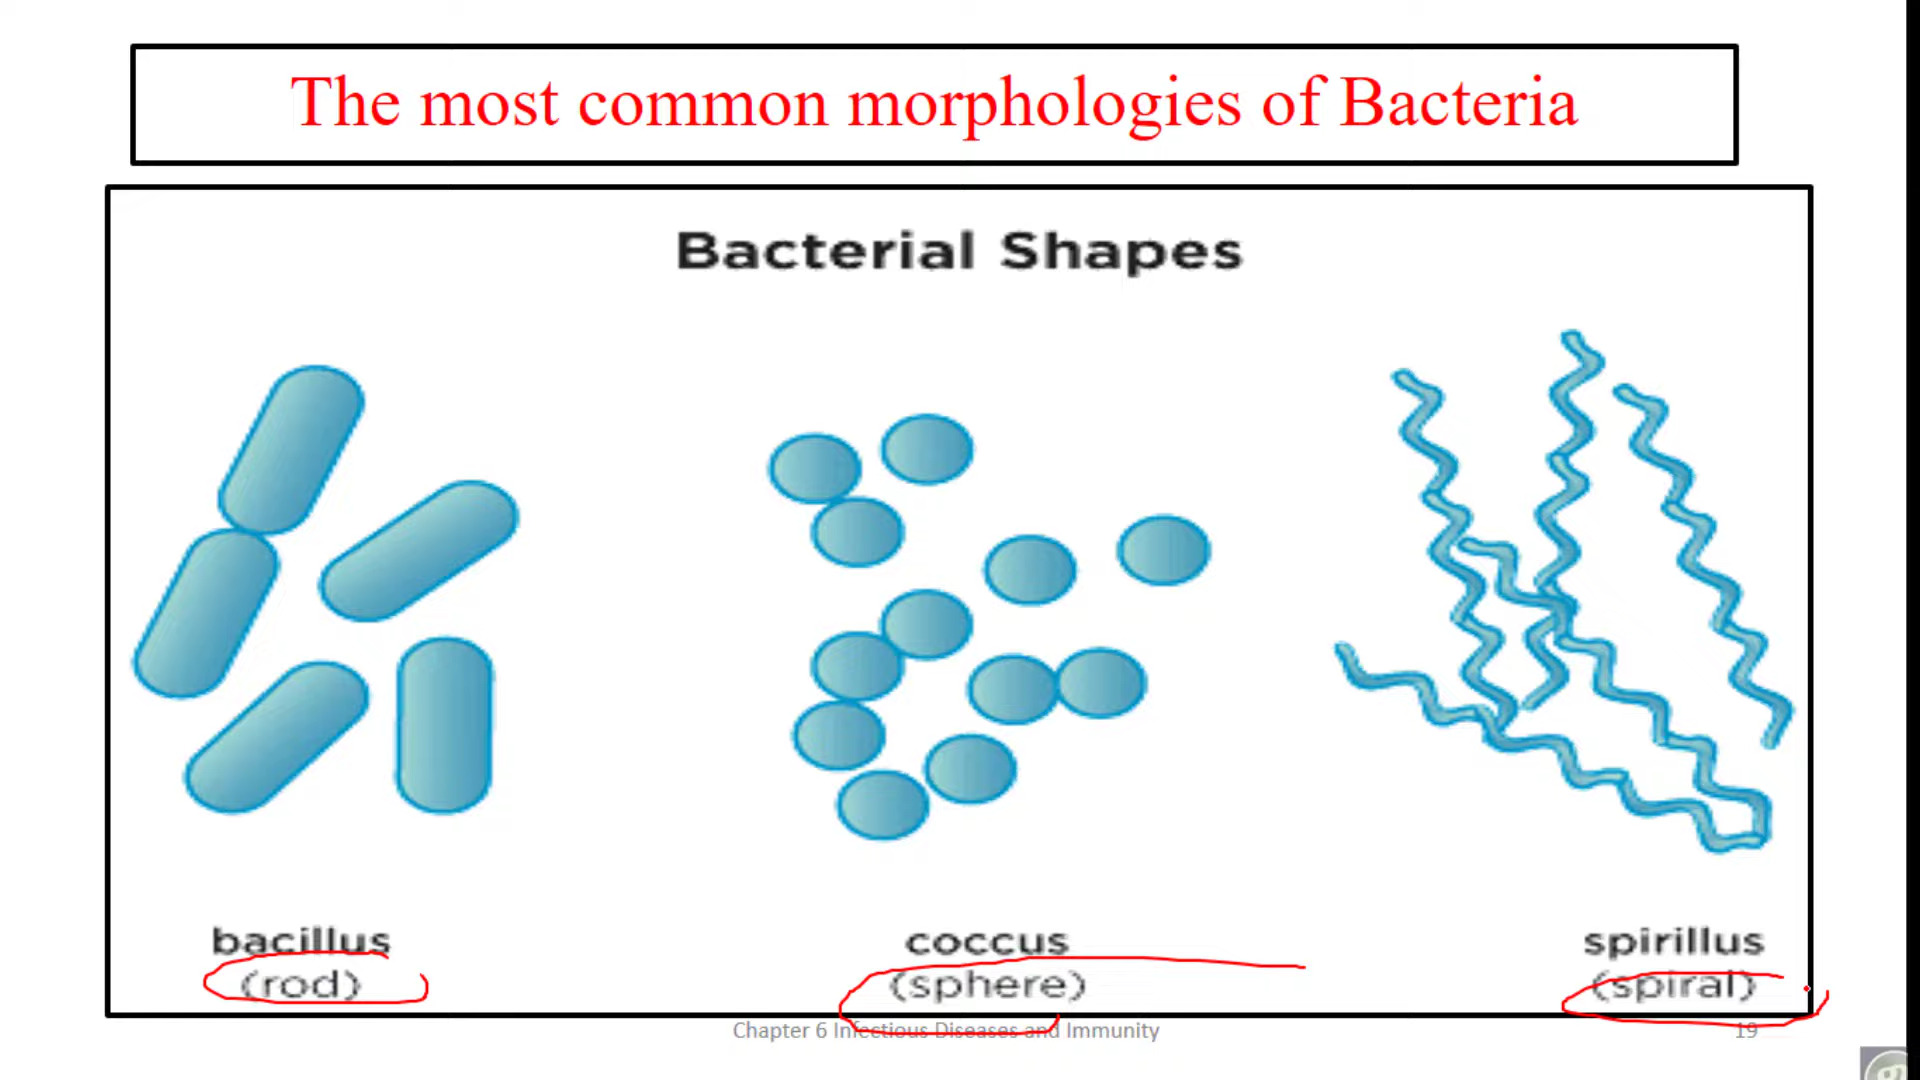 The most common morphologies of Bacteria
Bacterial Shapes
bacillus
(rod)
coccus
(sphere)
spirillus
(spiral)
Chapter 6 Infectious Diseases and Immunity
19